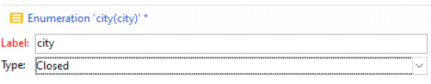 Enumeration 'city(city)' *
Label: city
Type: Closed